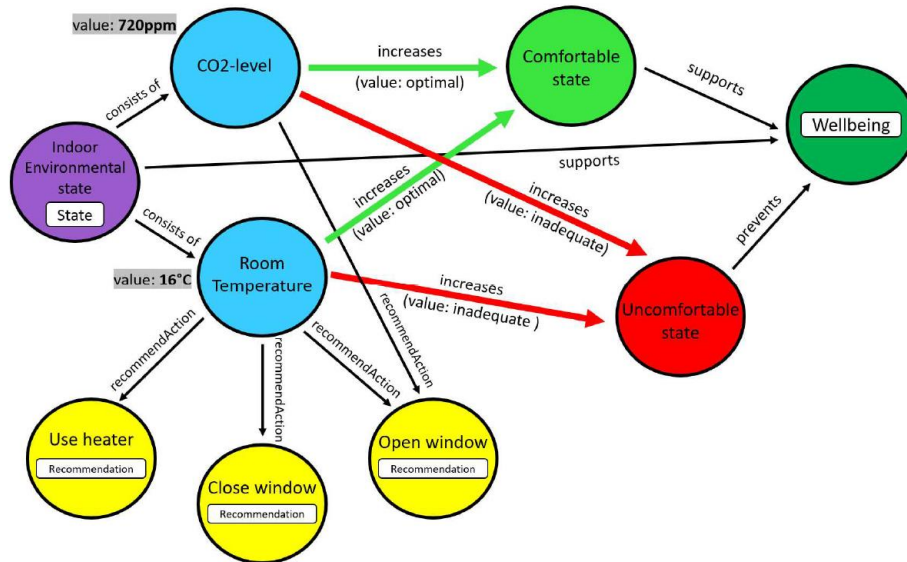 value: 720ppm
CO2-level
increases
(value: optimal)
Comfortable
state
supports
Wellbeing
consists of
Indoor
Environmental
state
State
supports
increases
(value: optimal)
increases
(value: inadequate)
prevents
consists of
value: 16°C
Room
Temperature
increases
(value: inadequate )
Uncomfortable
state
recommendAction
recommendAction
recommendAction
recommendAction
Use heater
Recommendation
Close window
Recommendation
Open window
Recommendation